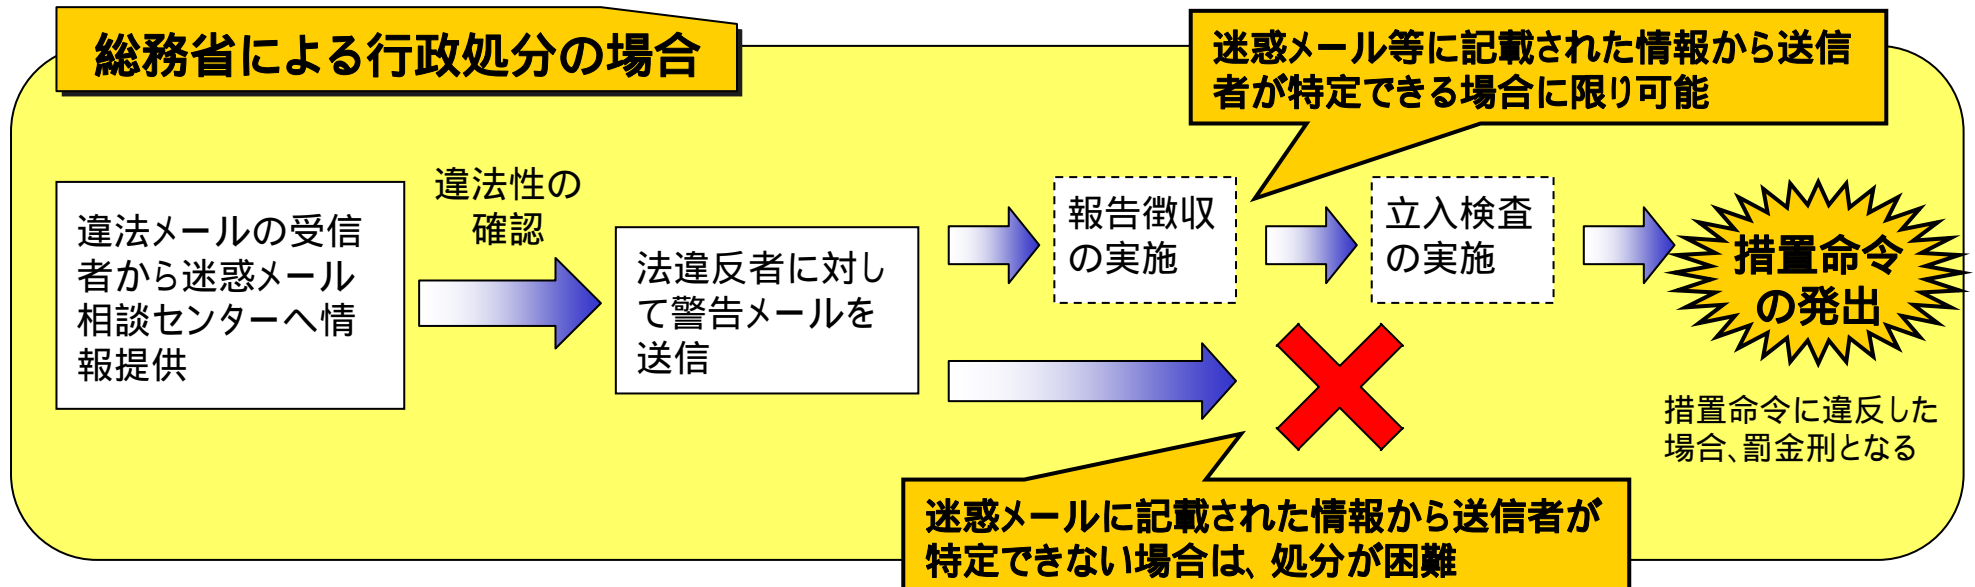 総務省による行政処分の場合
迷惑メール等に記載された情報から送信
者が特定できる場合に限り可能
違法メールの受信
者から迷惑メール
相談センターへ情
報提供
違法性の
確認
法違反者に対し
て警告メールを
送信
報告徴収
の実施
立入検査
の実施
措置命令
の発出
措置命令に違反した
場合、罰金刑となる
迷惑メールに記載された情報から送信者が
特定できない場合は、処分が困難